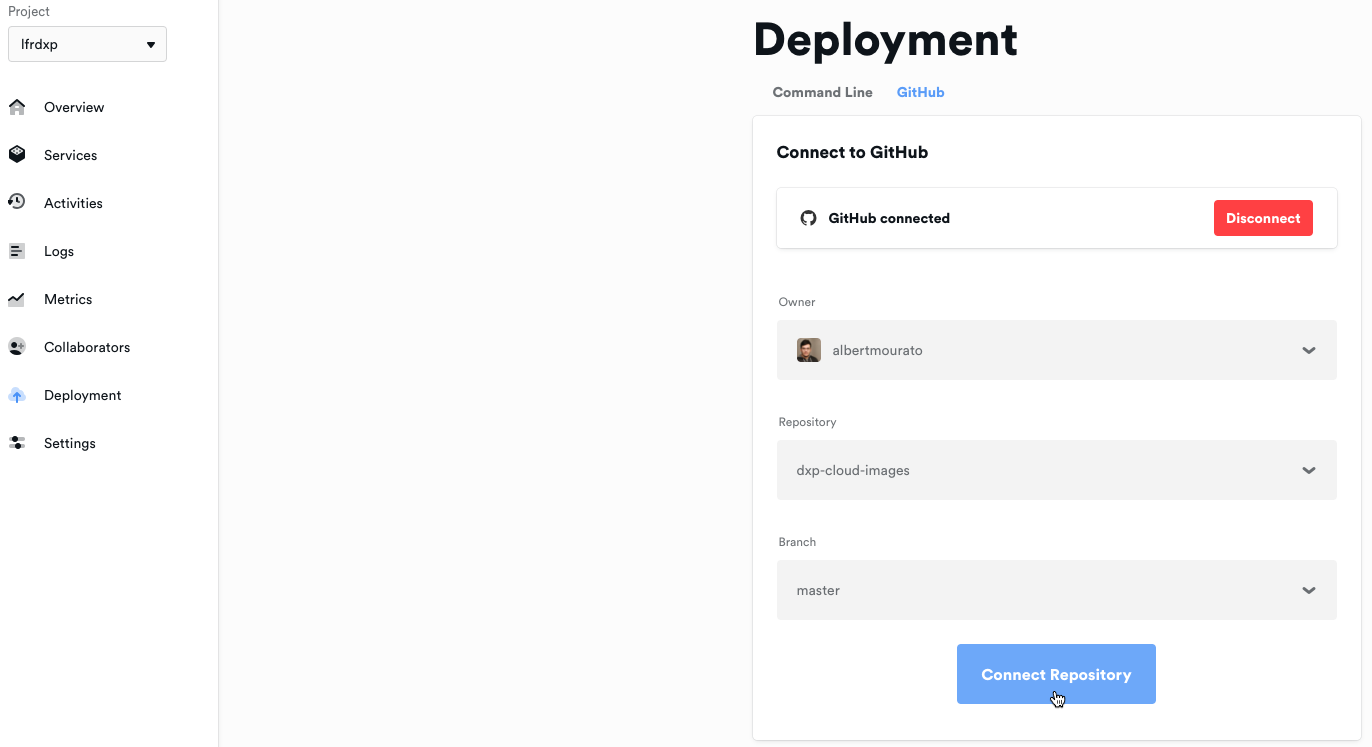 Project
lfrdxp
Overview
Services
Activities
Logs
Metrics
Collaborators
Deployment
Settings
Deployment
Command Line GitHub
Connect to GitHub
GitHub connected Disconnect
Owner
albertmourato
Repository
dxp-cloud-images
Branch
master
Connect Repository